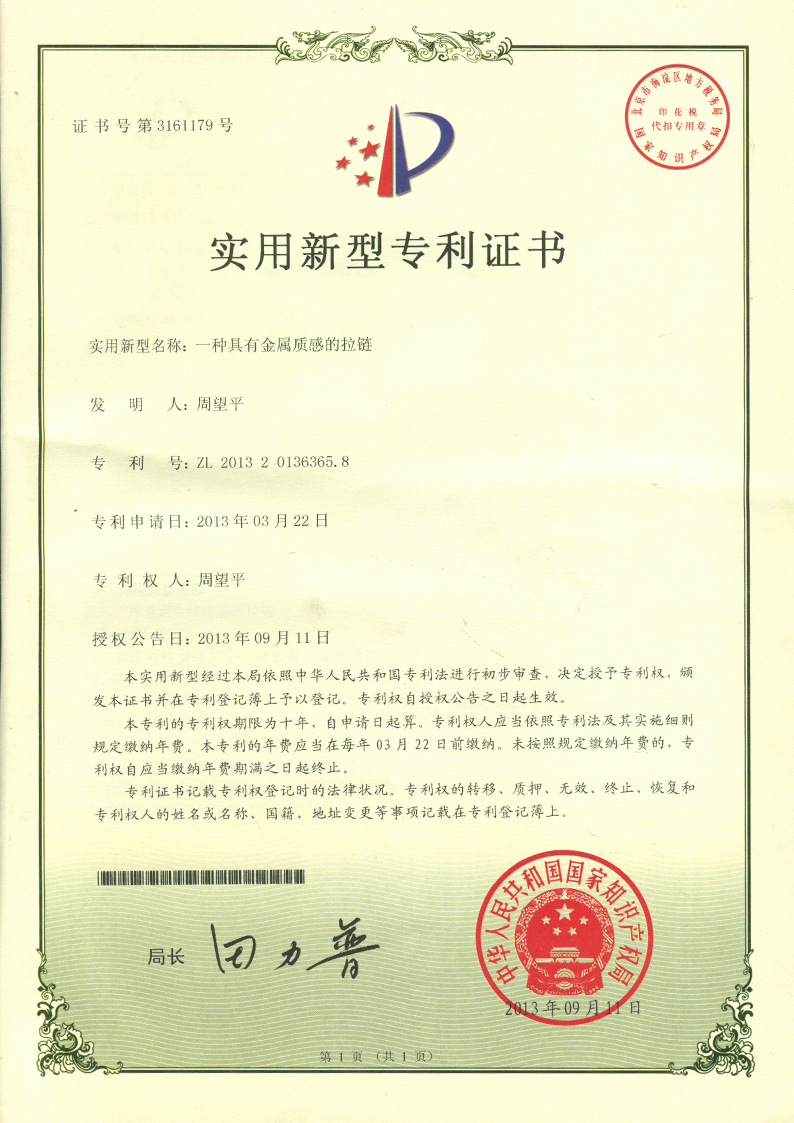 证书号第3161179号
北京市海淀区地方税务局
印花税
代扣专用章
国家知识产权局
实用新型专利证书
实用新型名称：一种具有金属质感的拉链
发明人：周望平
专利号：ZL 2013 2 0136365.8
专利申请日：2013年03月22日
专利权人：周望平
授权公告日：2013年09月11日
本实用新型经过本局依照中华人民共和国专利法进行初步审查，决定授予专利权，颁
发本证书并在专利登记簿上予以登记。专利权自授权公告之日起生效。
本专利的专利权期限为十年，自申请日起算。专利权人应当依照专利法及其实施细则
规定缴纳年费。本专利的年费应当在每年 03 月 22 日前缴纳。未按照规定缴纳年费的，专
利权自应当缴纳年费期满之日起终止。
专利证书记载专利权登记时的法律状况。专利权的转移、质押、无效、终止、恢复和
专利权人的姓名或名称、国籍、地址变更等事项记载在专利登记簿上。
局长 田力普
中华人民共和国国家知识产权局
2013年09月11日
第 1 页 （共 1 页）